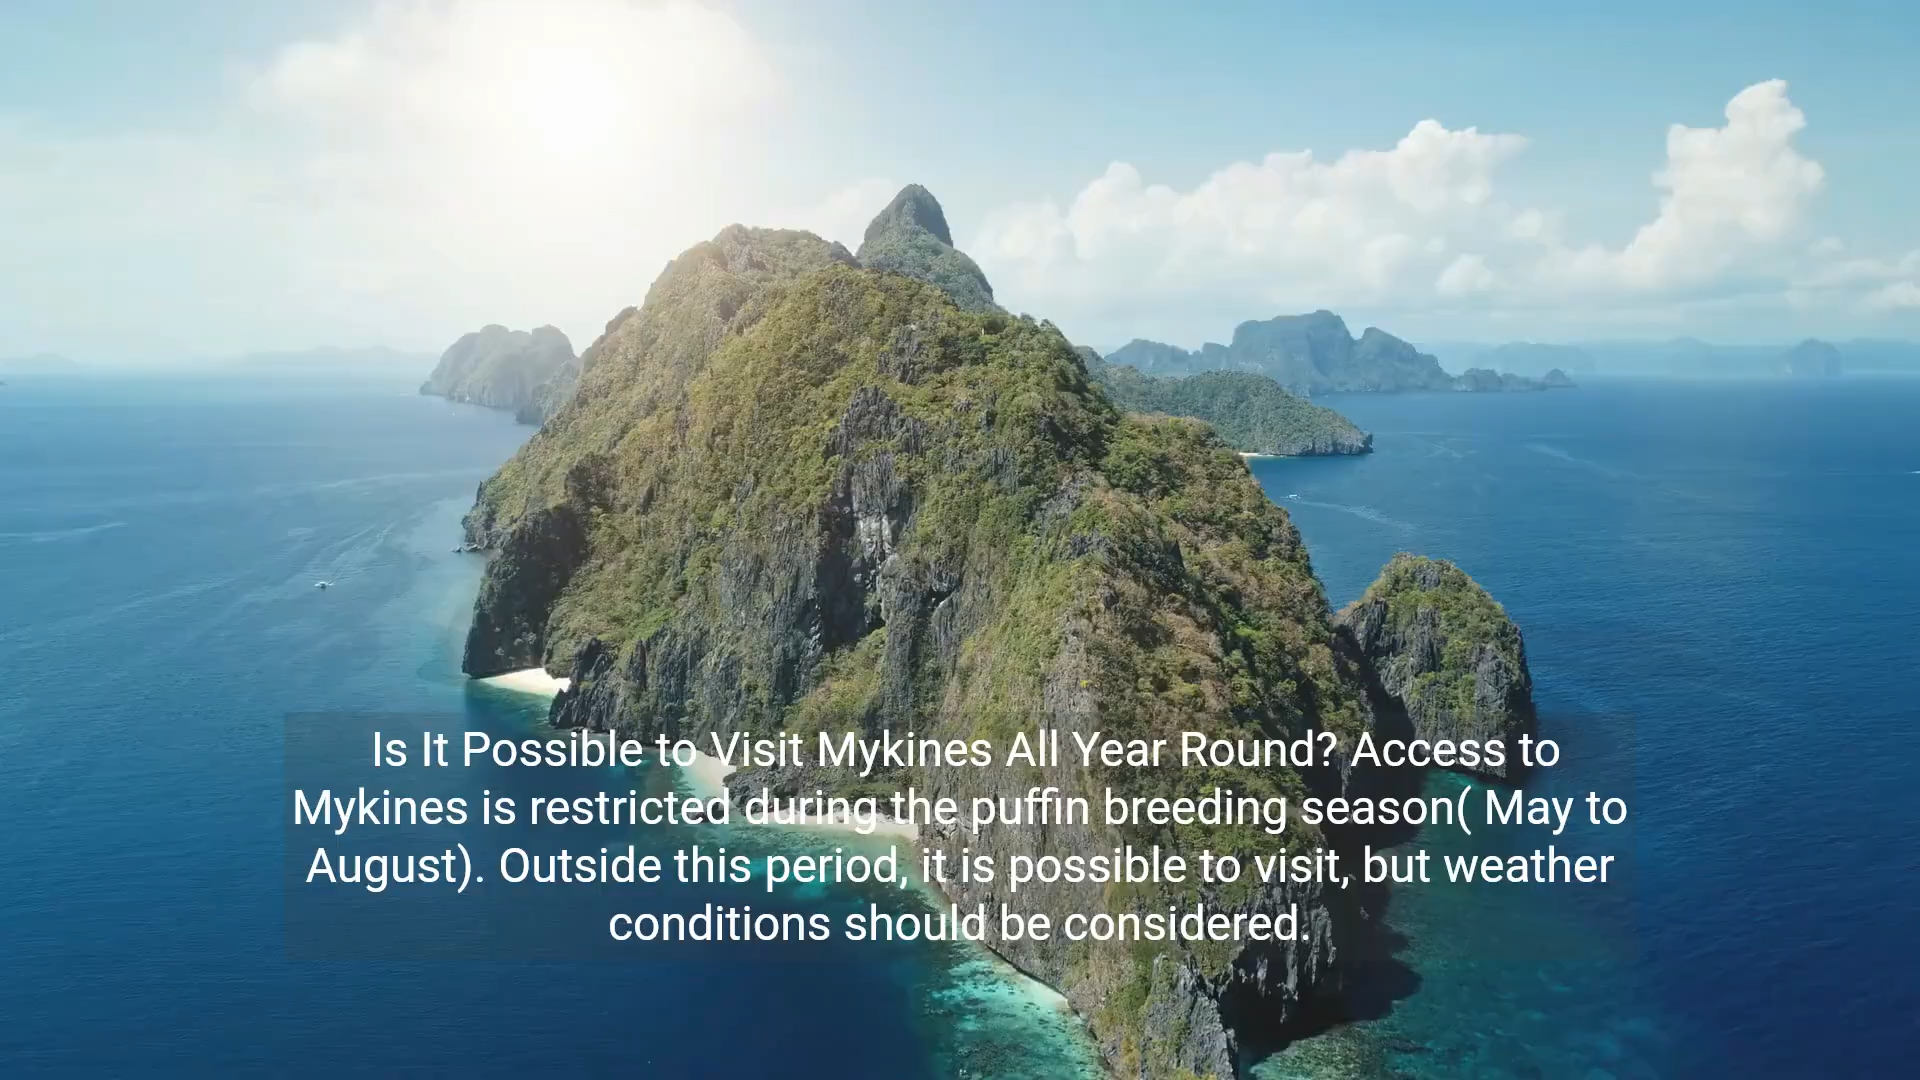 Is It Possible to Visit Mykines All Year Round? Access to
Mykines is restricted during the puffin breeding season( May to
August). Outside this period, it is possible to visit, but weather
conditions should be considered.